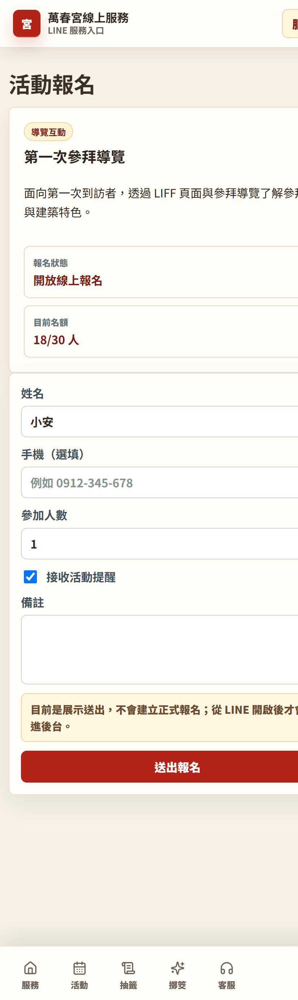 宮
萬春宮線上服務
LINE 服務入口
活動報名
導覽互動
第一次參拜導覽
面向第一次到訪者，透過 LIFF 頁面與參拜導覽了解參
與建築特色。
報名狀態
開放線上報名
目前名額
18/30 人
姓名
小安
手機（選填）
例如 0912-345-678
參加人數
1
接收活動提醒
備註
目前是展示送出，不會建立正式報名；從 LINE 開啟後才
進後台。
送出報名
服務
活動
抽籤
擲筊
客服